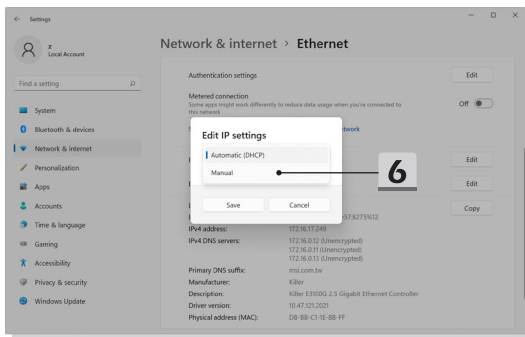 Settings
z
Local Account
Find a setting
System
Bluetooth & devices
Network & internet
Personalization
Apps
Accounts
Time & language
Gaming
Accessibility
Privacy & security
Windows Update
Network & internet > Ethernet
Authentication settings
Edit
Metered connection
Some apps might work differently to reduce data usage when you're connected to
this network
Off
Edit IP settings
Automatic (DHCP)
Manual
6
Save
Cancel
Edit
Edit
Copy
IPv4 address: 172.16.17.249
IPv4 DNS servers: 172.16.0.12 (Unencrypted)
172.16.0.11 (Unencrypted)
172.16.0.13 (Unencrypted)
Primary DNS suffix: msi.com.tw
Manufacturer: Killer
Description: Killer E3100G 2.5 Gigabit Ethernet Controller
Driver version: 10.47.121.2021
Physical address (MAC): D8-BB-C1-1E-8B-FF